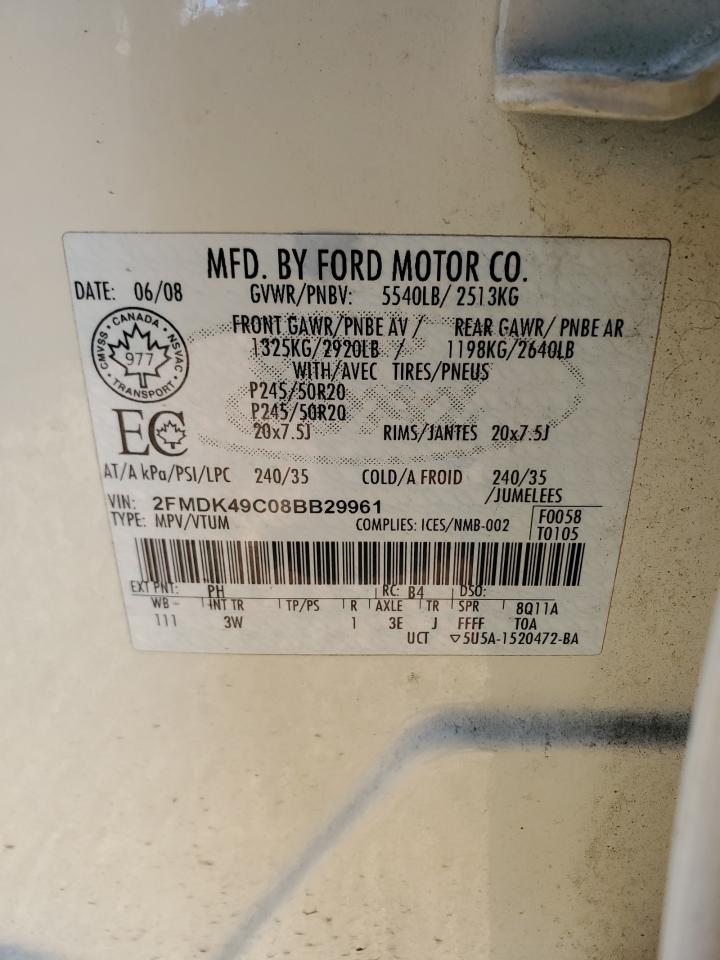 MFD. BY FORD MOTOR CO.
DATE: 06/08 GVWR/PNBV: 5540LB/ 2513KG
FRONT GAWR/PNBE AV / REAR GAWR/ PNBE AR
1325KG/2920LB / 1198KG/2640LB
WITH/AVEC TIRES/PNEUS
P245/50R20
P245/50R20
20x7.5J RIMS/JANTES 20x7.5J
CANADA
CMVSS
NSVAC
977
TRANSPORT
EC
AT/A kPa/PSI/LPC 240/35 COLD/A FROID 240/35
/JUMELEES
VIN: 2FMDK49C08BB29961
TYPE: MPV/VTUM COMPLIES: ICES/NMB-002
F0058
T0105
EXT PNT: PH RC: B4 DSO:
WB - INT TR TP/PS R AXLE TR SPR 8Q11A
111 3W 1 3E J FFFF TOA
UCT ▽5U5A-1520472-BA